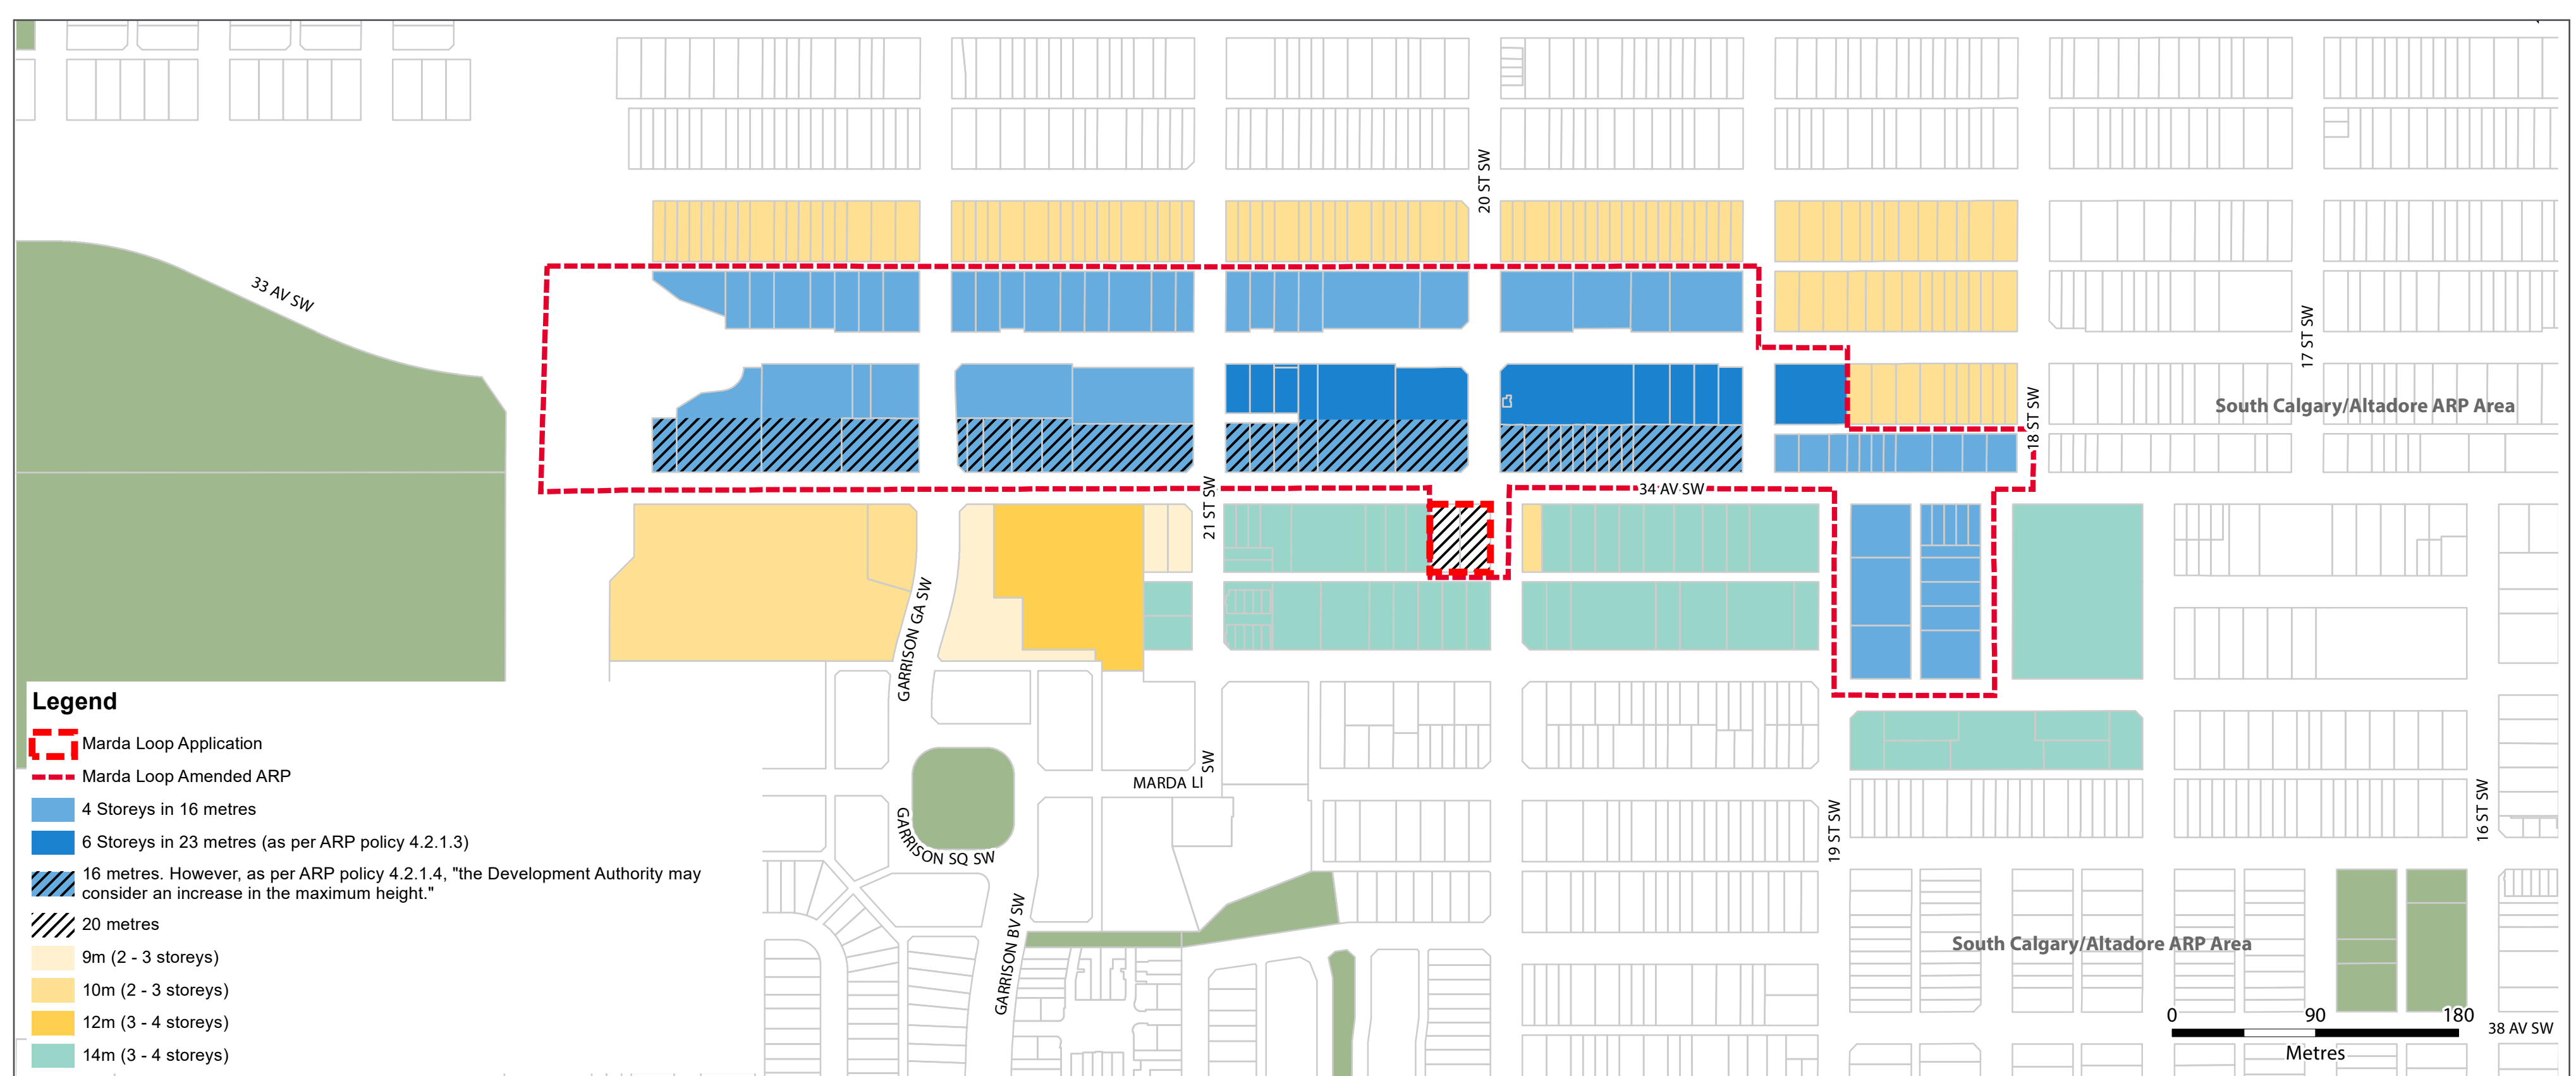 20 ST SW
33 AV SW
17 ST SW
South Calgary/Altadore ARP Area
18 ST SW
21 ST SW
34 AV SW
GARRISON GA SW
Legend
Marda Loop Application
Marda Loop Amended ARP
4 Storeys in 16 metres
6 Storeys in 23 metres (as per ARP policy 4.2.1.3)
16 metres. However, as per ARP policy 4.2.1.4, "the Development Authority may
consider an increase in the maximum height."
20 metres
9m (2 - 3 storeys)
10m (2 - 3 storeys)
12m (3 - 4 storeys)
14m (3 - 4 storeys)
SW
MARDA LI
GARRISON SQ SW
GARRISON BV SW
19 ST SW
16 ST SW
South Calgary/Altadore ARP Area
0 90 180
Metres
38 AV SW